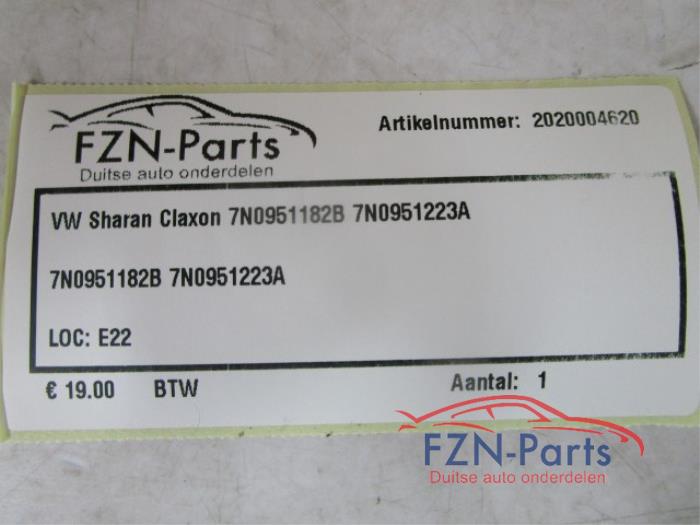 FZN-Parts
Duitse auto onderdelen
Artikelnummer: 2020004620
VW Sharan Claxon 7N0951182B 7N0951223A
7N0951182B 7N0951223A
LOC: E22
€ 19.00 BTW Aantal: 1
FZN-Parts
Duitse auto onderdelen